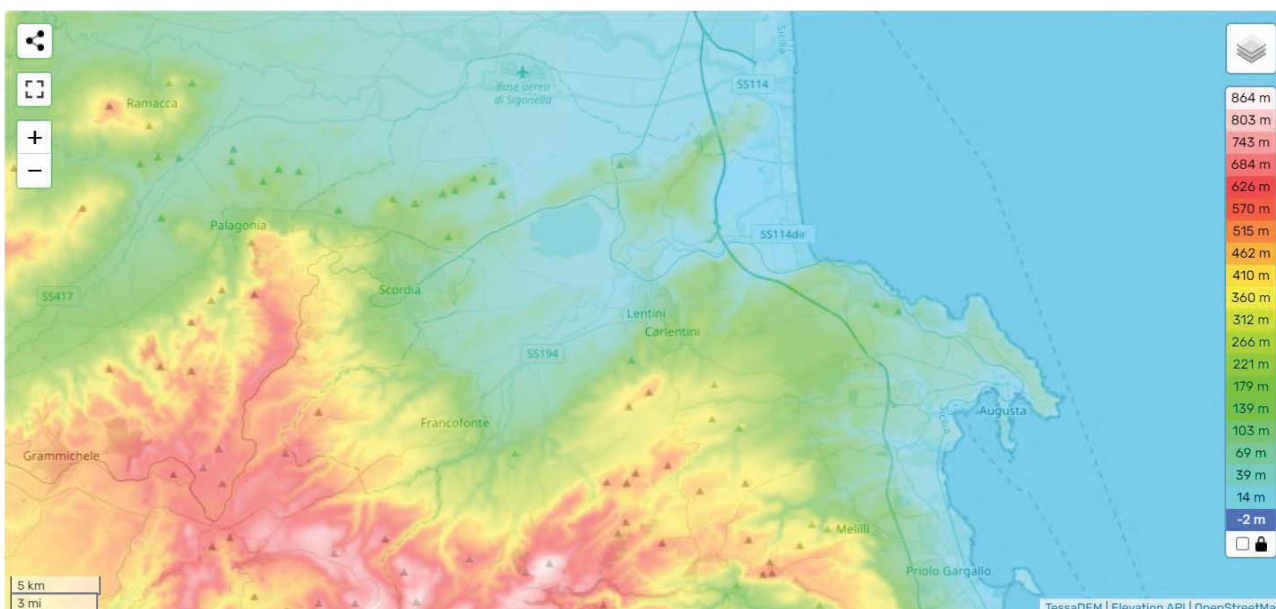 Ramacca
Base aerea
di Sigonella
Sicilia
SS114
Palagonia
SS114dir
SS417
Scordia
Lentini
Carlentini
SS194
Francofonte
Augusta
Grammichele
Melilli
Priolo Gargallo
+
−
864 m
803 m
743 m
684 m
626 m
570 m
515 m
462 m
410 m
360 m
312 m
266 m
221 m
179 m
139 m
103 m
69 m
39 m
14 m
-2 m
5 km
3 mi
TessaDEM | Elevation API | OpenStreetMa